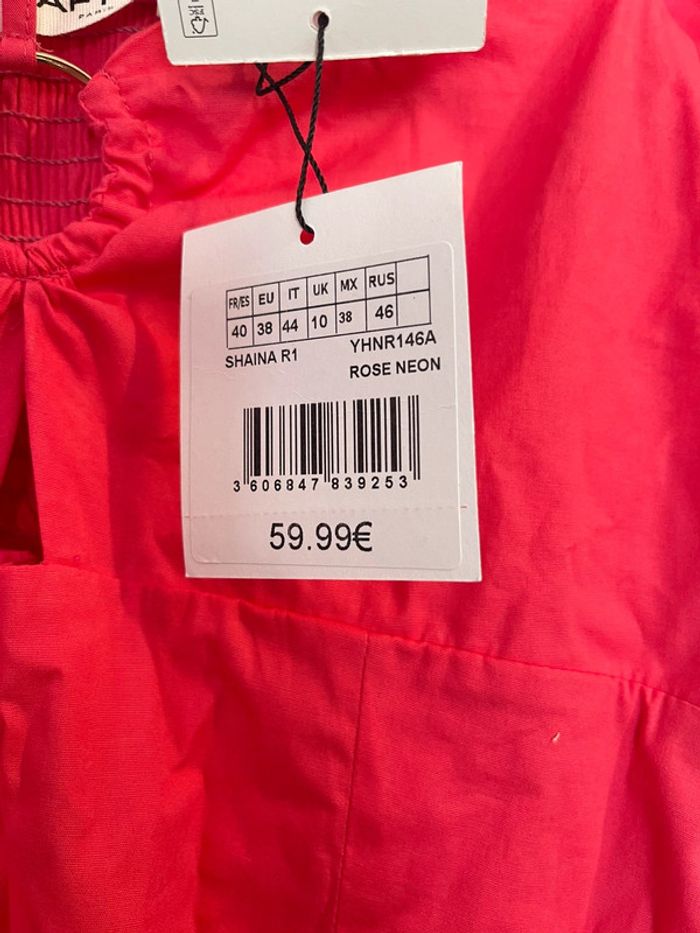 PARIS
FR/ES EU IT UK MX RUS
40 38 44 10 38 46
SHAINA R1 YHNR146A
ROSE NEON
3 606847 839253
59.99€